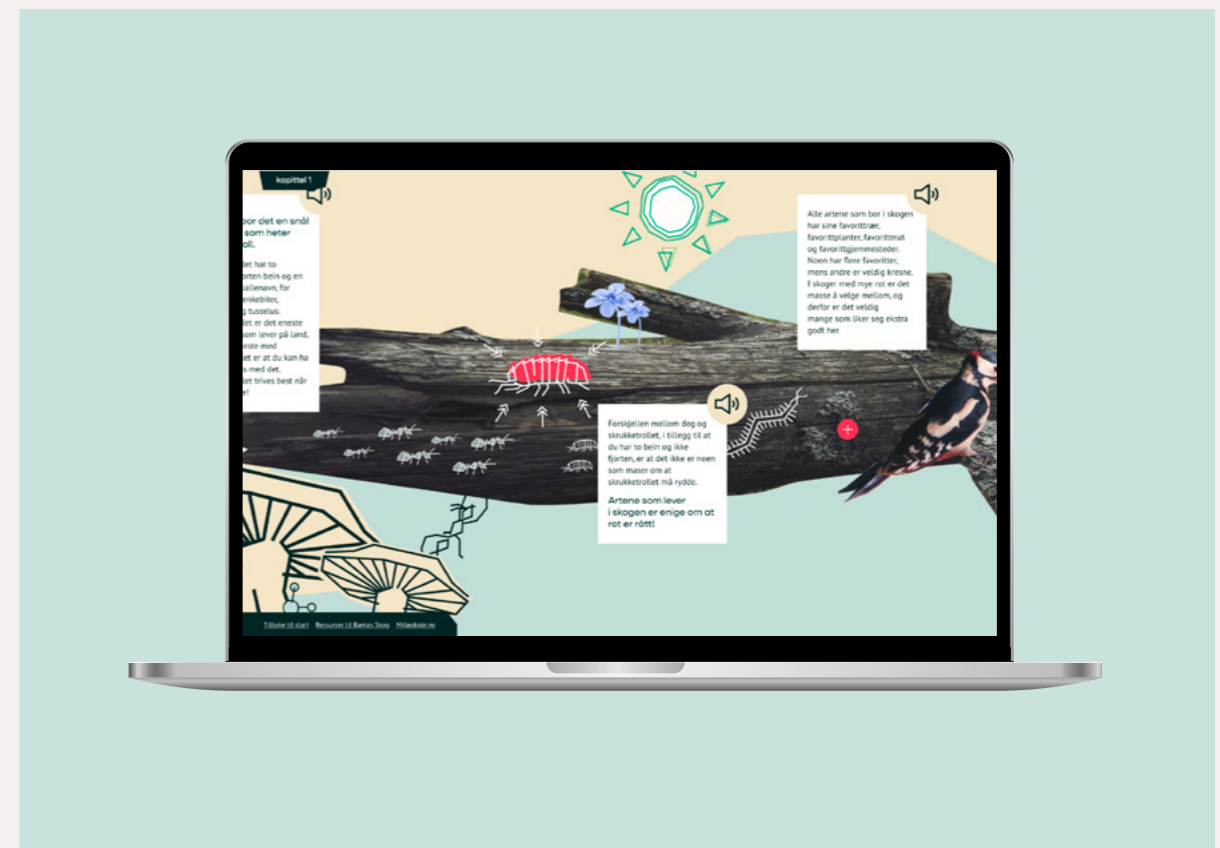 kapittel 1
bor det en snål
som heter
oll.
let har to
orten bein og en
kallenavn, for
enkebiter,
g tusselus.
let er det eneste
som lever på land,
este med
et er at du kan ha
s med det.
let trives best når
e!
Forskjellen mellom deg og
skrukketrollet, i tillegg til at
du har to bein og ikke
fjorten, er at det ikke er noen
som maser om at
skrukketrollet må rydde.
Artene som lever
i skogen er enige om at
rot er rått!
Alle artene som bor i skogen
har sine favorittrær,
favorittplanter, favorittmat
og favorittgjemmesteder.
Noen har flere favoritter,
mens andre er veldig kresne.
I skoger med mye rot er det
masse å velge mellom, og
derfor er det veldig
mange som liker seg ekstra
godt her.
Tilbake til start Ressurser til Barnas Skog Miljøskole.no